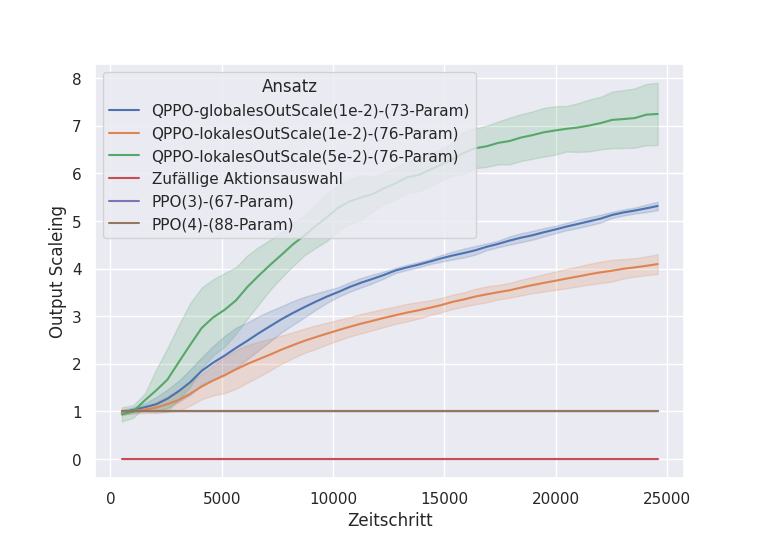 Ansatz
QPPO-globalesOutScale(1e-2)-(73-Param)
QPPO-lokalesOutScale(1e-2)-(76-Param)
QPPO-lokalesOutScale(5e-2)-(76-Param)
Zufällige Aktionsauswahl
PPO(3)-(67-Param)
PPO(4)-(88-Param)
Output Scaleing
8
7
6
5
4
3
2
1
0
0 5000 10000 15000 20000 25000
Zeitschritt